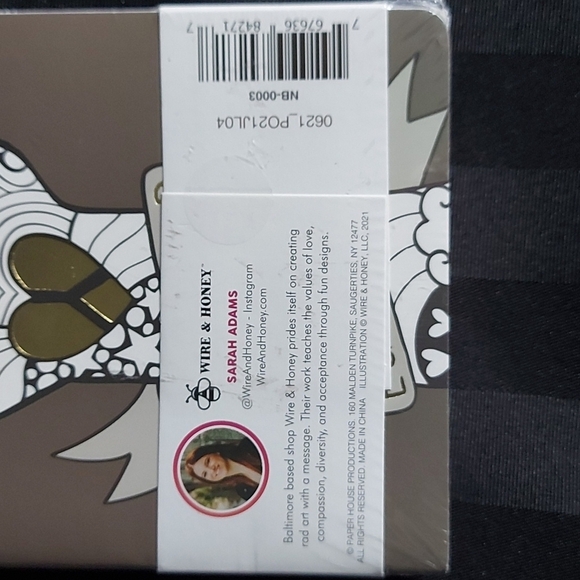 WIRE & HONEY™
SARAH ADAMS
@WireAndHoney - Instagram
WireAndHoney.com
Baltimore based shop Wire & Honey prides itself on creating
rad art with a message. Their work teaches the values of love,
compassion, diversity, and acceptance through fun designs.
© PAPER HOUSE PRODUCTIONS. 160 MALDEN TURNPIKE, SAUGERTIES, NY 12477
ALL RIGHTS RESERVED. MADE IN CHINA ILLUSTRATION © WIRE & HONEY, LLC, 2021
0621_PO21JL04
NB-0003
7 67636 84271 7